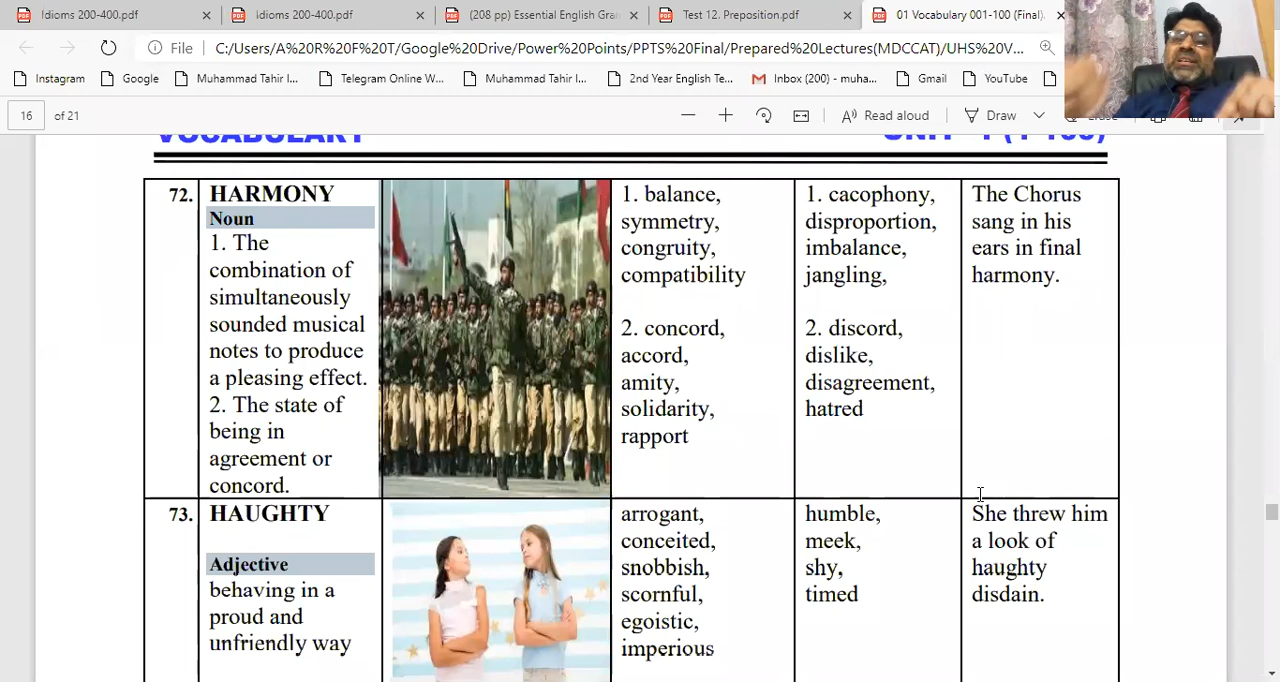 Idioms 200-400.pdf
Idioms 200-400.pdf
(208 pp) Essential English Gran
Test 12. Preposition.pdf
01 Vocabulary 001-100 (Final).
File
C:/Users/A%20R%20F%20T/Google%20Drive/Power%20Points/PPTS%20Final/Prepared%20Lectures(MDCCAT)/UHS%20V...
Instagram
Google
Muhammad Tahir I...
Telegram Online W...
Muhammad Tahir I...
2nd Year English Te...
Inbox (200) - muha...
Gmail
YouTube
16
of 21
Read aloud
Draw
VOCABULARY
72.
HARMONY
Noun
1. The
combination of
simultaneously
sounded musical
notes to produce
a pleasing effect.
2. The state of
being in
agreement or
concord.
1. balance,
symmetry,
congruity,
compatibility
2. concord,
accord,
amity,
solidarity,
rapport
1. cacophony,
disproportion,
imbalance,
jangling,
2. discord,
dislike,
disagreement,
hatred
The Chorus
sang in his
ears in final
harmony.
73.
HAUGHTY
Adjective
behaving in a
proud and
unfriendly way
arrogant,
conceited,
snobbish,
scornful,
egoistic,
imperious
humble,
meek,
shy,
timed
She threw him
a look of
haughty
disdain.